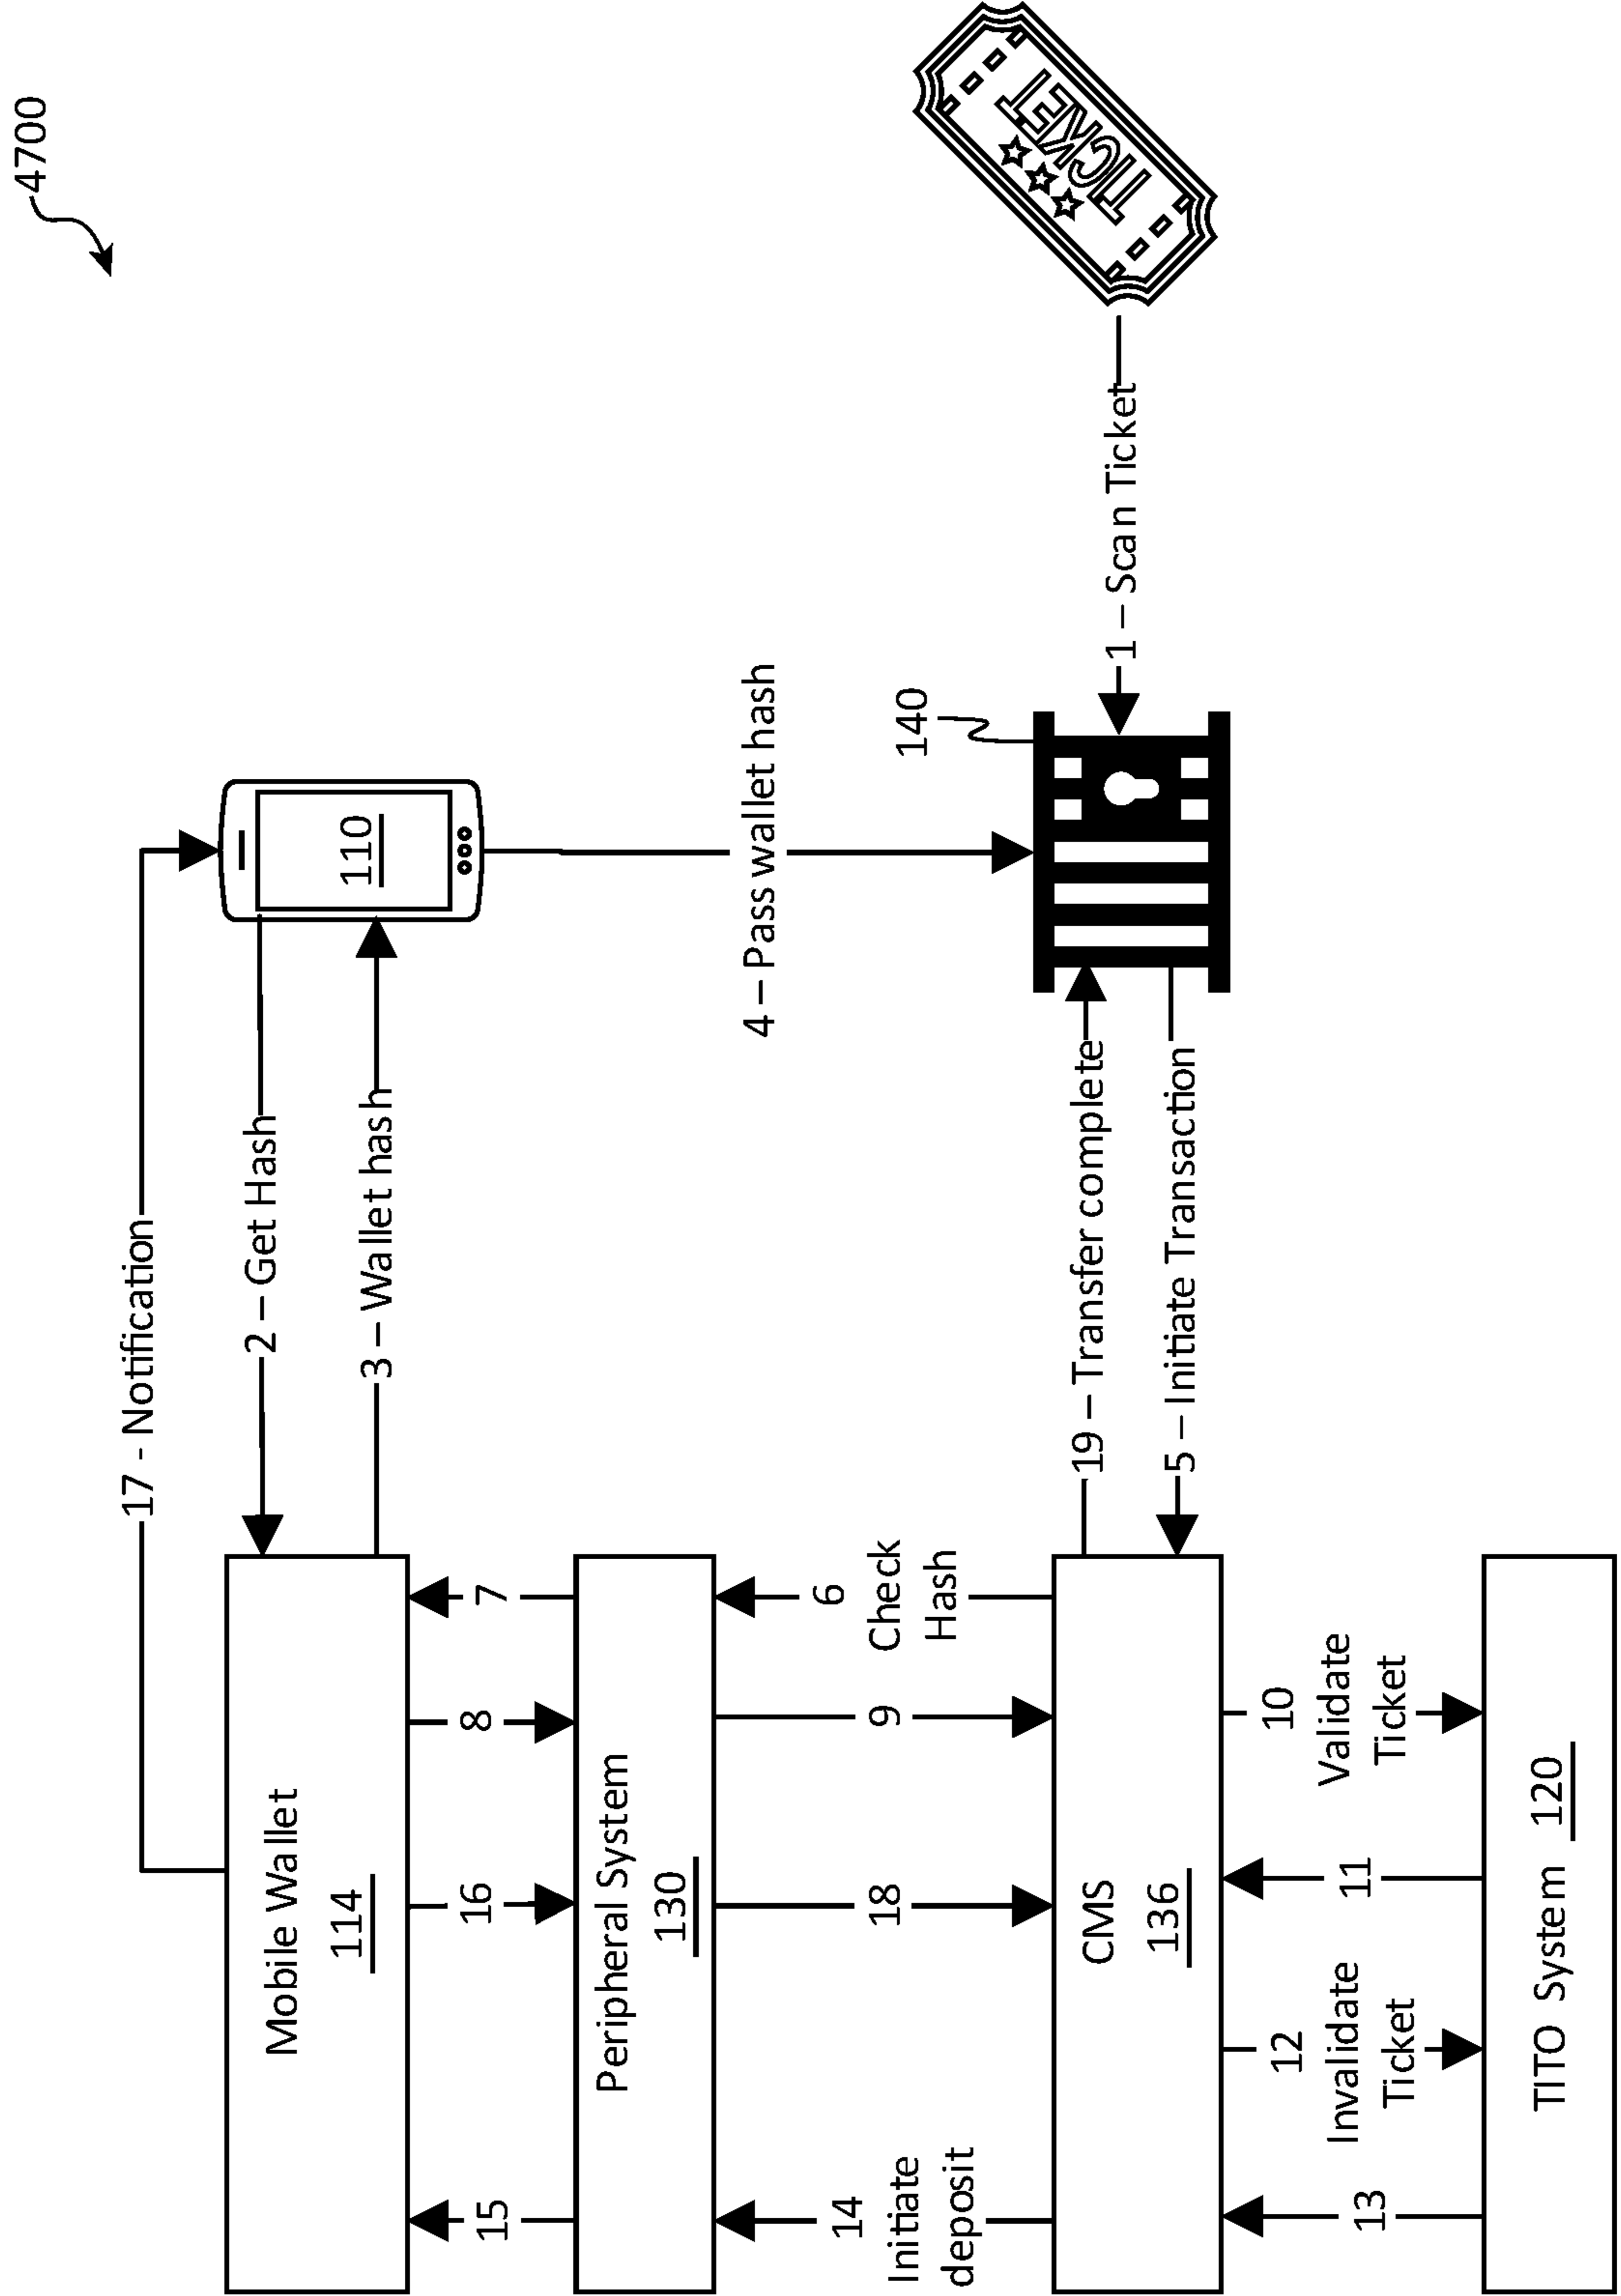 4700
17 - Notification
2 – Get Hash
3 – Wallet hash
110
4 – Pass wallet hash
140
1 – Scan Ticket
TICKET
19 – Transfer complete
5 – Initiate Transaction
Mobile Wallet
114
15
16
8
7
Peripheral System
130
14
Initiate
deposit
18
9
6
Check
Hash
CMS
136
13
12
Invalidate
Ticket
11
10
Validate
Ticket
TITO System 120